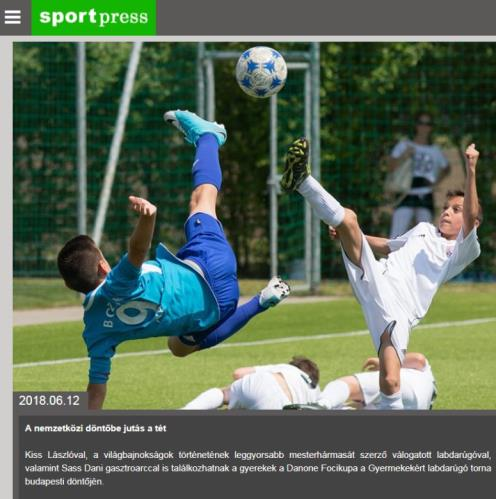 sportpress
B G
9
2018.06.12
A nemzetközi döntőbe jutás a tét
Kiss Lászlóval, a világbajnokságok történetének leggyorsabb mesterhármasát szerző válogatott labdarúgóval,
valamint Sass Dani gasztroarccal is találkozhatnak a gyerekek a Danone Focikupa a Gyermekekért labdarúgó torna
budapesti döntőjén.